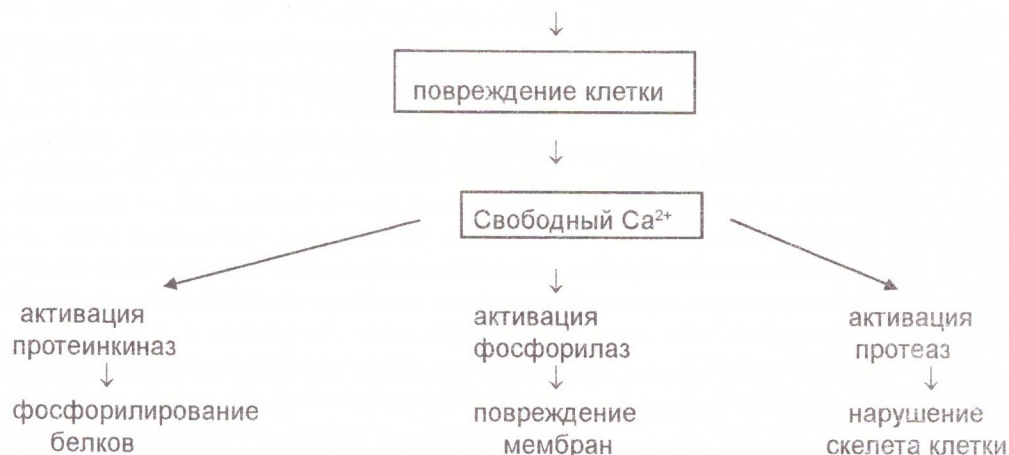 повреждение клетки
Свободный Ca²⁺
активация
протеинкиназ
фосфорилирование
белков
активация
фосфорилаз
повреждение
мембран
активация
протеаз
нарушение
скелета клетки